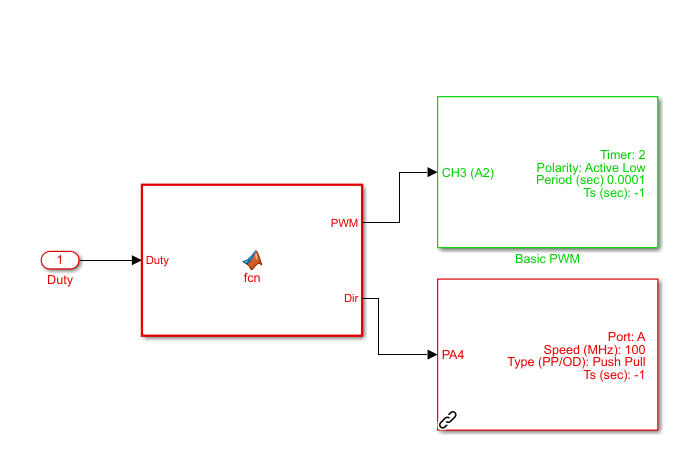 Timer: 2
Polarity: Active Low
CH3 (A2)
Period (sec) 0.0001
Ts (sec): -1
PWM
Basic PWM
1
Duty
Duty
fcn
Dir
Port: A
Speed (MHz): 100
PA4
Type (PP/OD): Push Pull
Ts (sec): -1